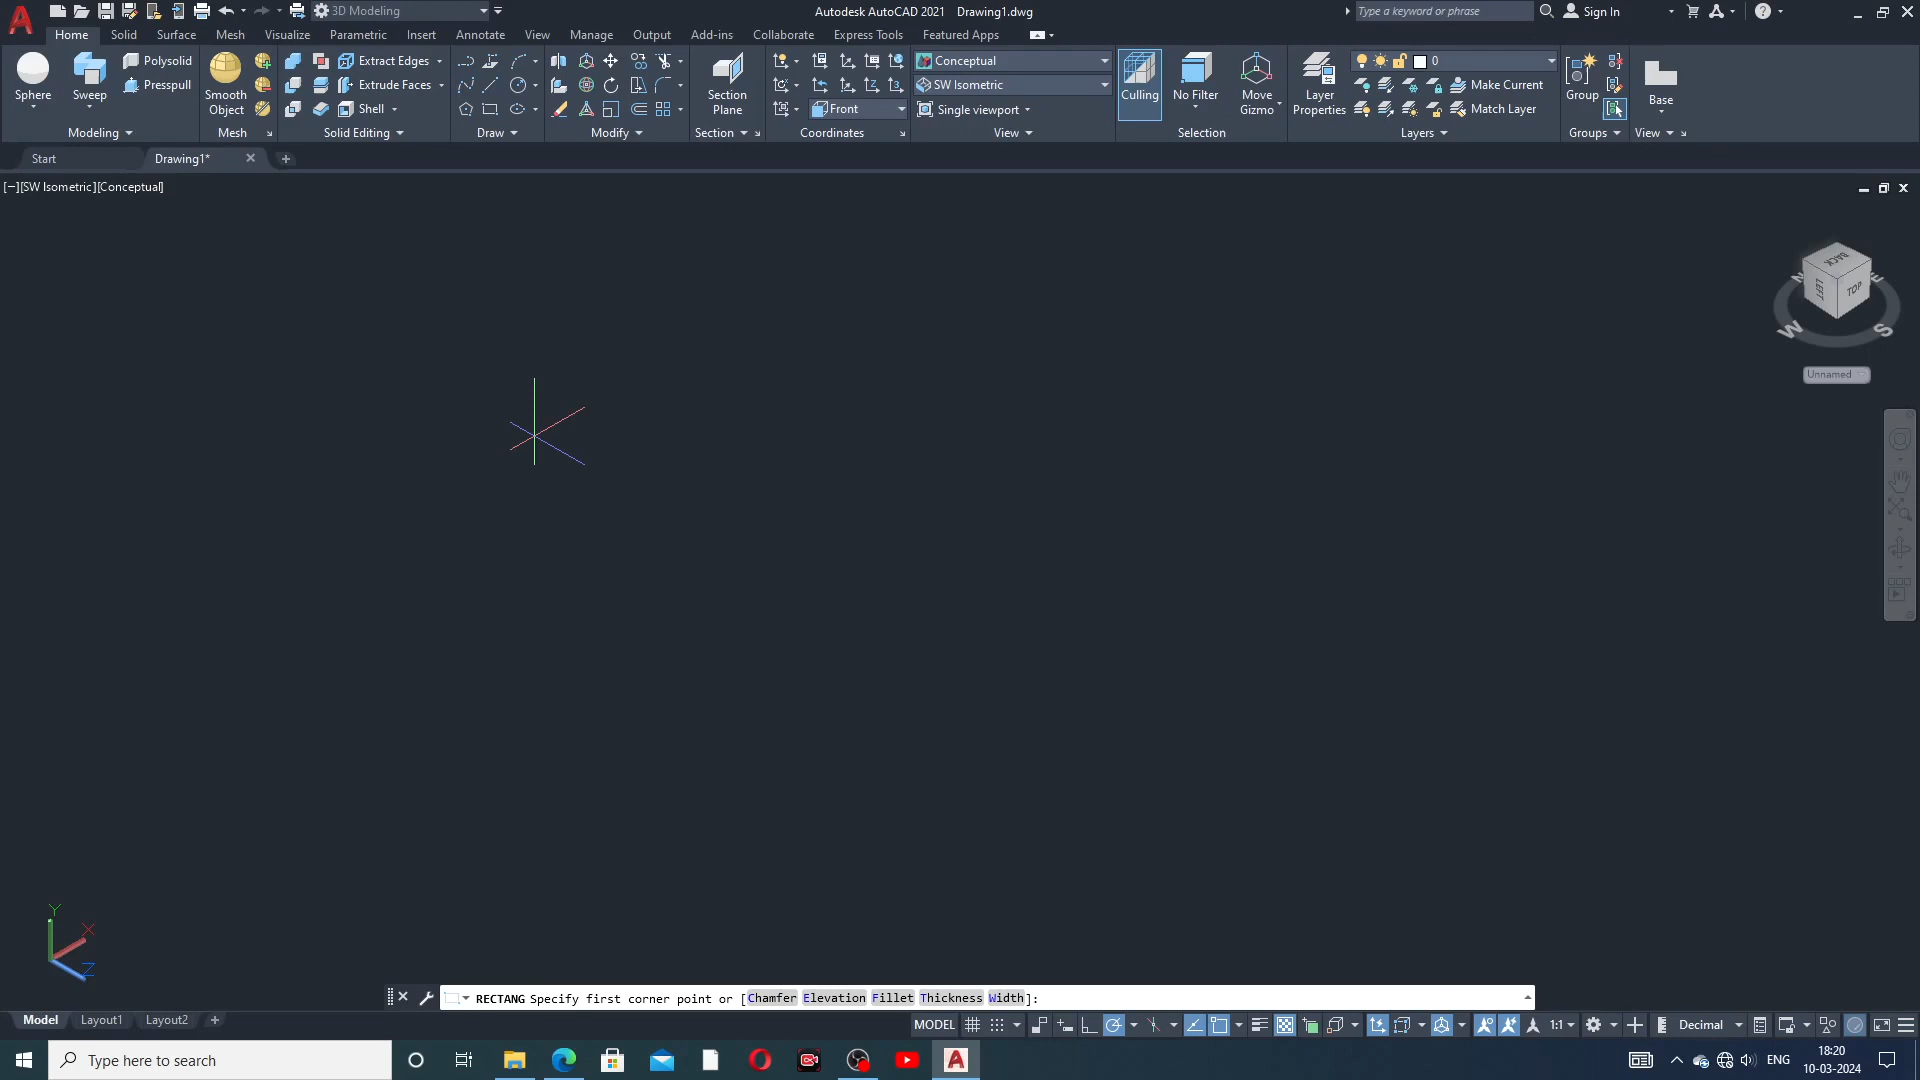 3D Modeling
Autodesk AutoCAD 2021 Drawing1.dwg
Type a keyword or phrase
Sign In
Home Solid Surface Mesh Visualize Parametric Insert Annotate View Manage Output Add-ins Collaborate Express Tools Featured Apps
Sphere
Sweep
Polysolid
Presspull
Modeling
Smooth
Object
Mesh
Extract Edges
Extrude Faces
Shell
Solid Editing
Draw
Modify
Section
Plane
Section
Front
Coordinates
Conceptual
SW Isometric
Single viewport
View
Culling
No Filter
Move
Gizmo
Selection
Layer
Properties
0
Make Current
Match Layer
Layers
Group
Groups
Base
View
Start
Drawing1*
[−][SW Isometric][Conceptual]
BACK
LEFT
TOP
N
E
W
S
Unnamed
Y
X
Z
RECTANG Specify first corner point or [Chamfer Elevation Fillet Thickness Width]:
Model Layout1 Layout2
MODEL
1:1
Decimal
Type here to search
ENG
18:20
10-03-2024